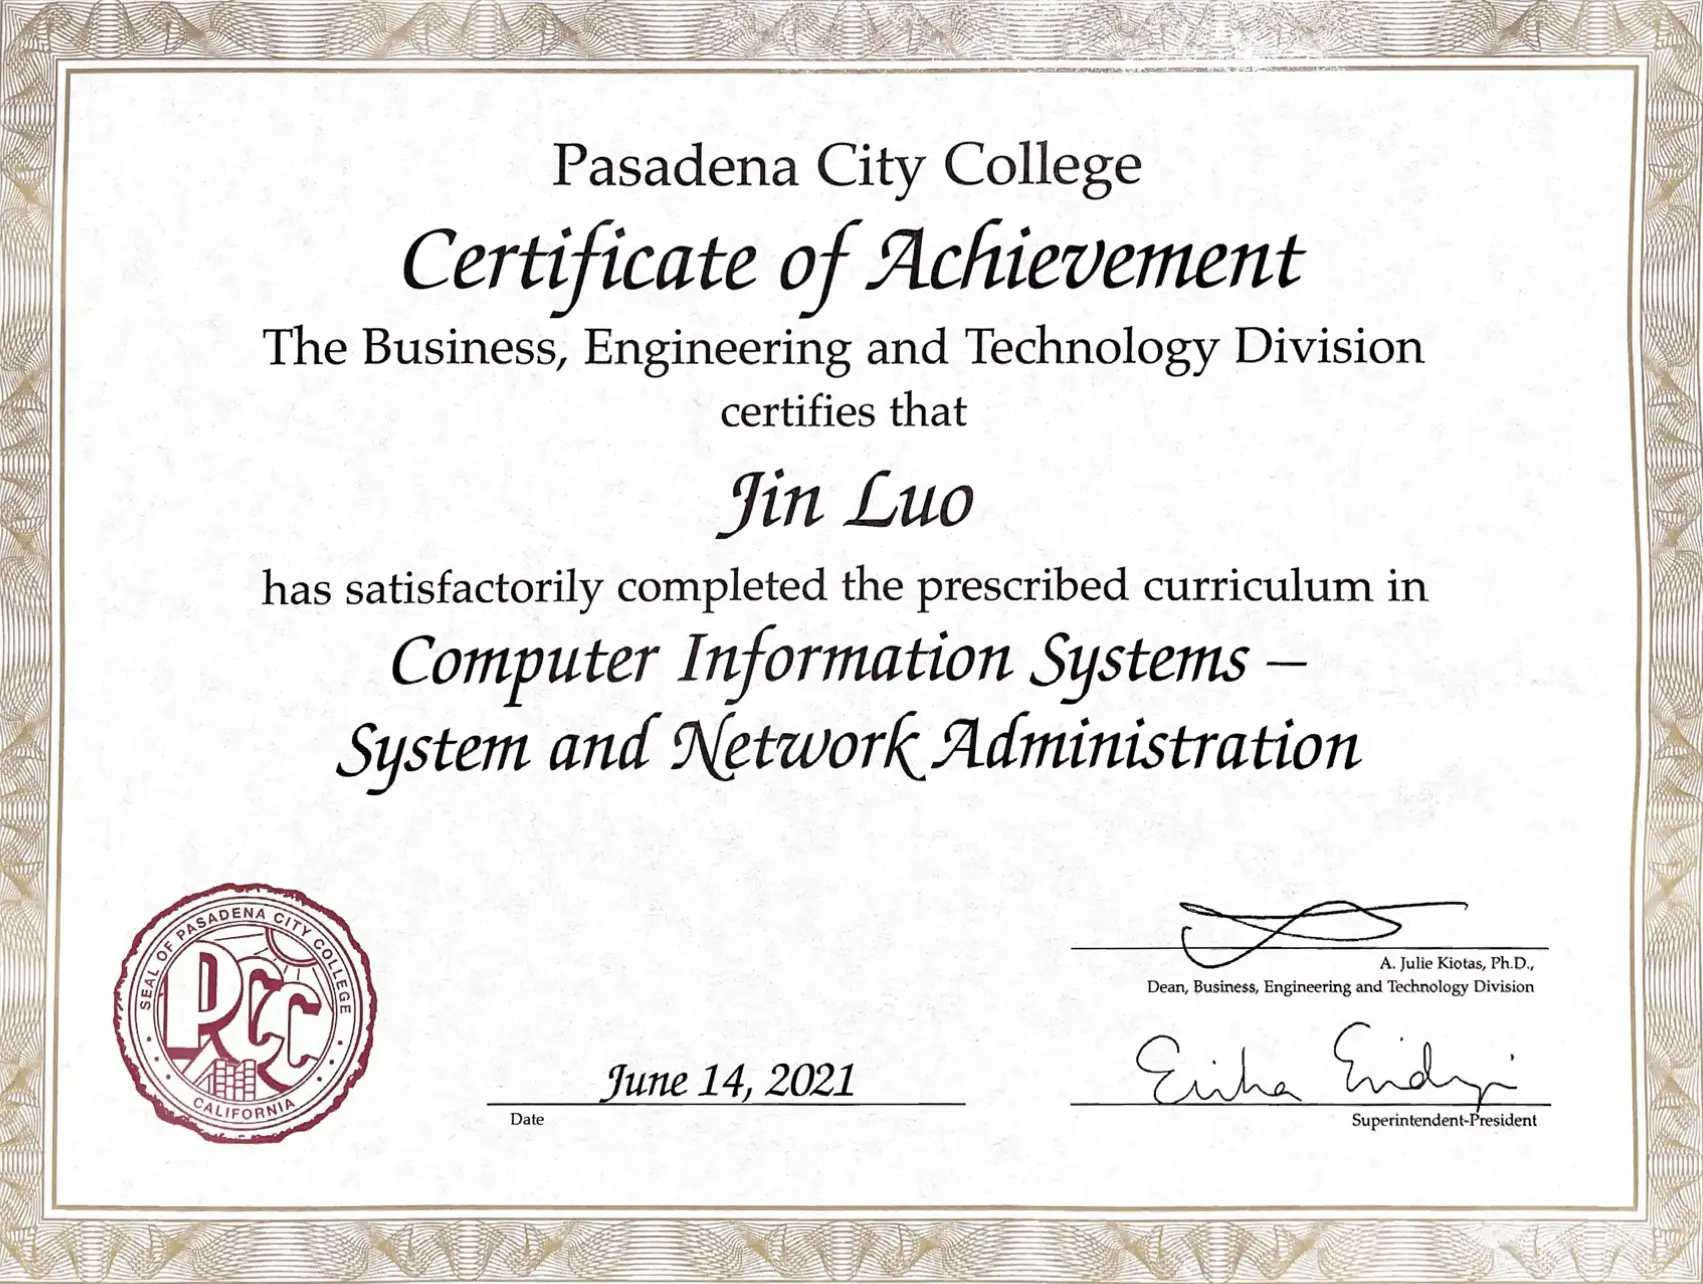 Pasadena City College
Certificate of Achievement
The Business, Engineering and Technology Division
certifies that
Jin Luo
has satisfactorily completed the prescribed curriculum in
Computer Information Systems –
System and Network Administration
SEAL OF PASADENA CITY COLLEGE
PCC
CALIFORNIA
A. Julie Kiotas, Ph.D.,
Dean, Business, Engineering and Technology Division
June 14, 2021
Date
Erika Endrijonas
Superintendent-President